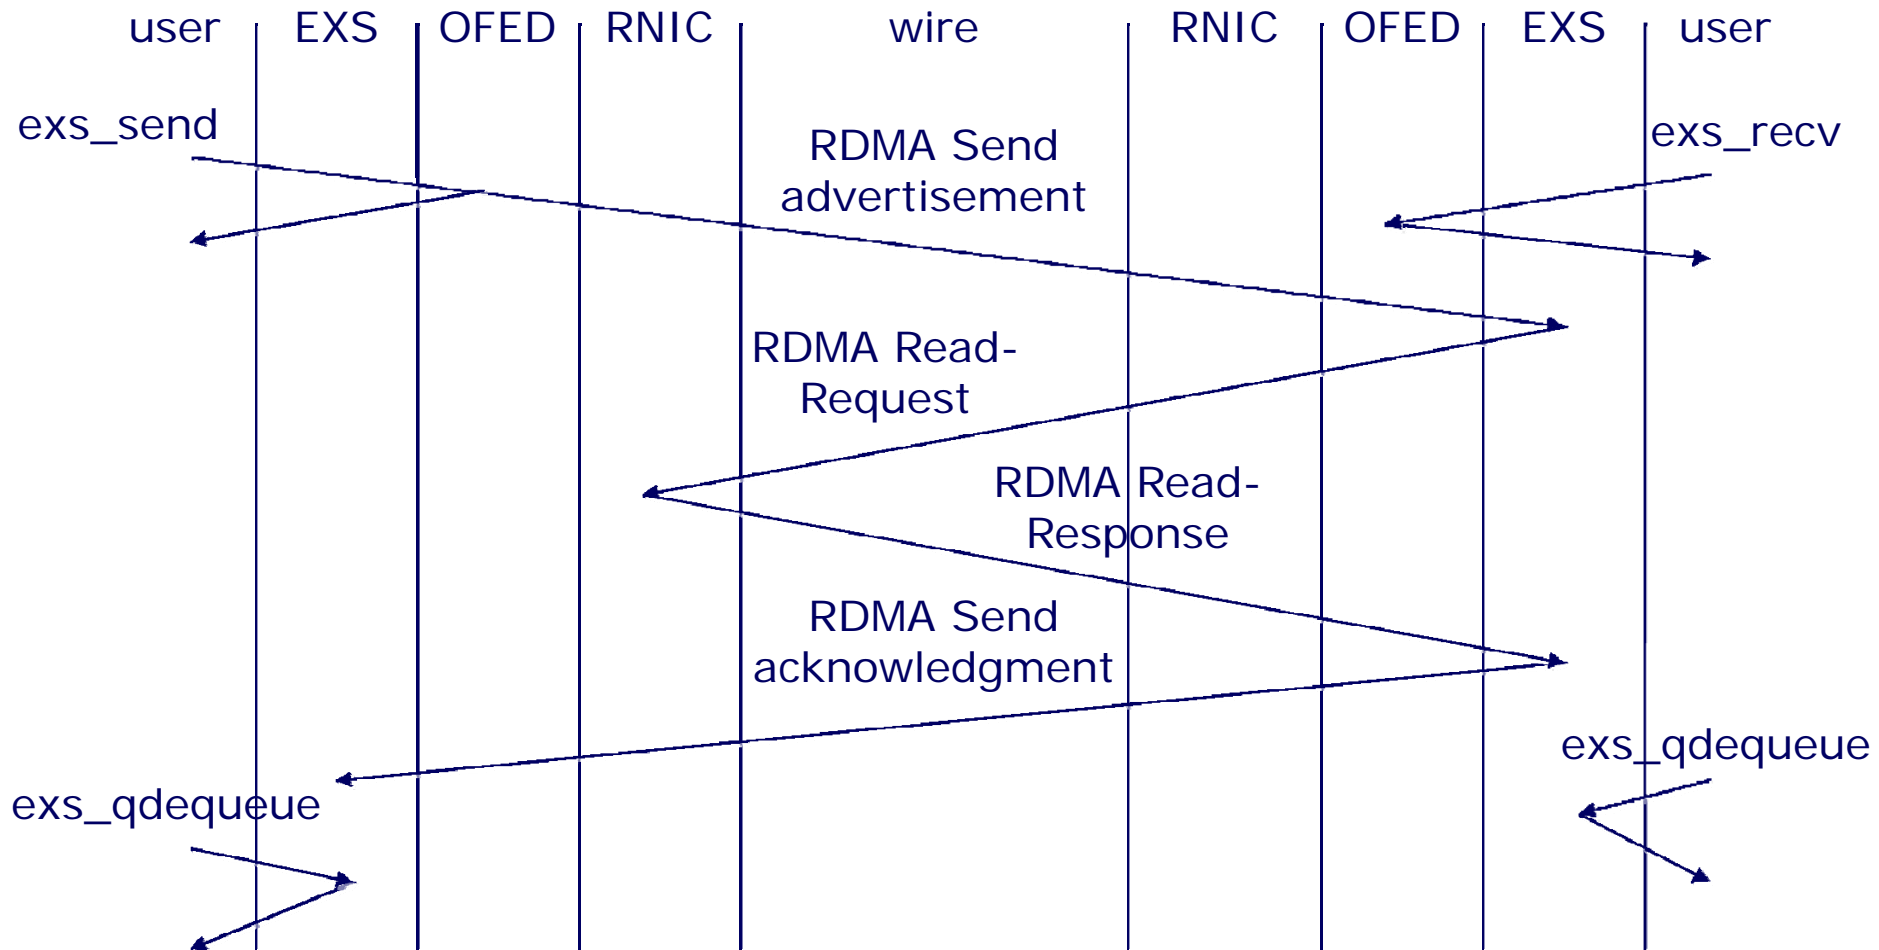 user EXS OFED RNIC wire RNIC OFED EXS user
exs_send
RDMA Send
advertisement
exs_recv
RDMA Read-
Request
RDMA Read-
Response
RDMA Send
acknowledgment
exs_qdequeue
exs_qdequeue